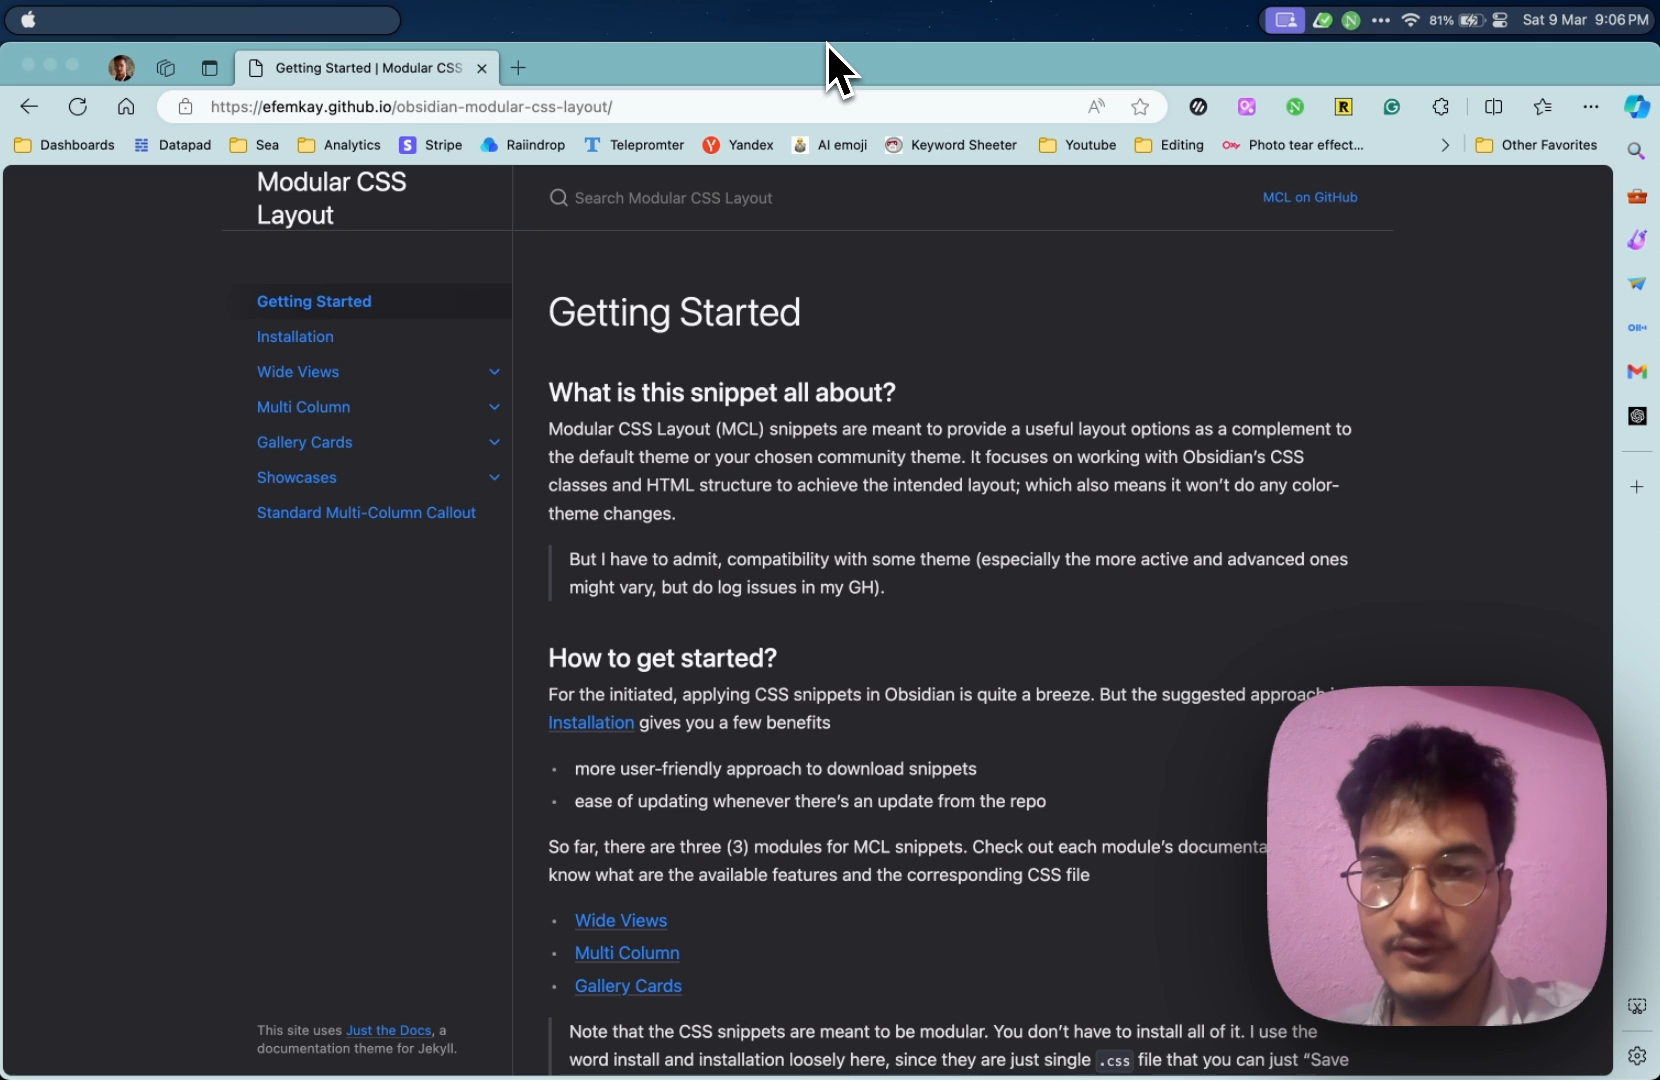 81%
Sat 9 Mar 9:06 PM
Getting Started | Modular CSS
https://efemkay.github.io/obsidian-modular-css-layout/
Dashboards
Datapad
Sea
Analytics
Stripe
Raiindrop
Telepromter
Yandex
AI emoji
Keyword Sheeter
Youtube
Editing
Photo tear effect...
Other Favorites
Modular CSS
Layout
Search Modular CSS Layout
MCL on GitHub
Getting Started
Installation
Wide Views
Multi Column
Gallery Cards
Showcases
Standard Multi-Column Callout
This site uses Just the Docs, a
documentation theme for Jekyll.
Getting Started
What is this snippet all about?
Modular CSS Layout (MCL) snippets are meant to provide a useful layout options as a complement to
the default theme or your chosen community theme. It focuses on working with Obsidian's CSS
classes and HTML structure to achieve the intended layout; which also means it won't do any color-
theme changes.
But I have to admit, compatibility with some theme (especially the more active and advanced ones
might vary, but do log issues in my GH).
How to get started?
For the initiated, applying CSS snippets in Obsidian is quite a breeze. But the suggested approach
Installation gives you a few benefits
• more user-friendly approach to download snippets
• ease of updating whenever there's an update from the repo
So far, there are three (3) modules for MCL snippets. Check out each module's documenta
know what are the available features and the corresponding CSS file
• Wide Views
• Multi Column
• Gallery Cards
Note that the CSS snippets are meant to be modular. You don't have to install all of it. I use the
word install and installation loosely here, since they are just single .css file that you can just "Save